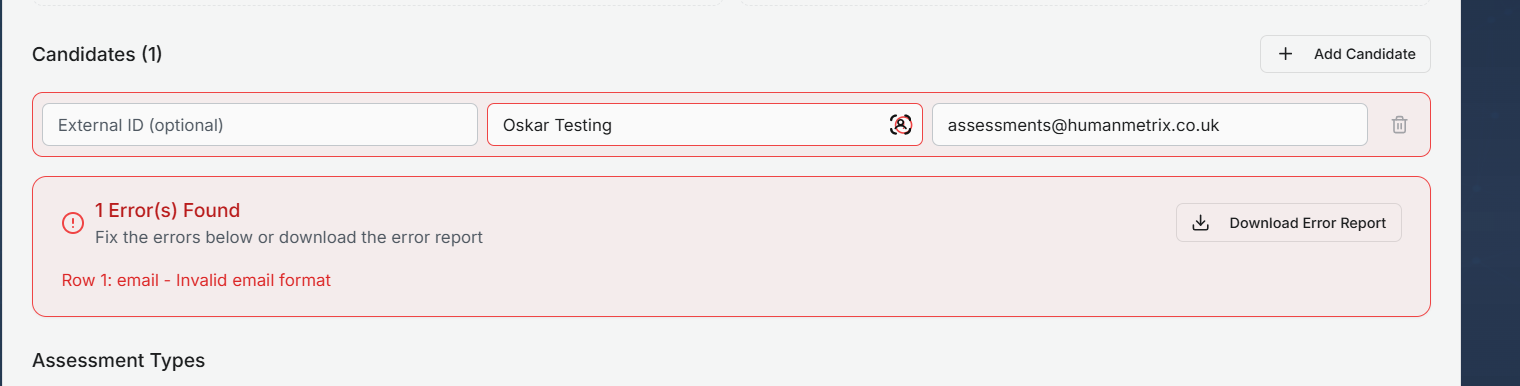 Candidates (1)
Add Candidate
External ID (optional)
Oskar Testing
assessments@humanmetrix.co.uk
1 Error(s) Found
Fix the errors below or download the error report
Download Error Report
Row 1: email - Invalid email format
Assessment Types